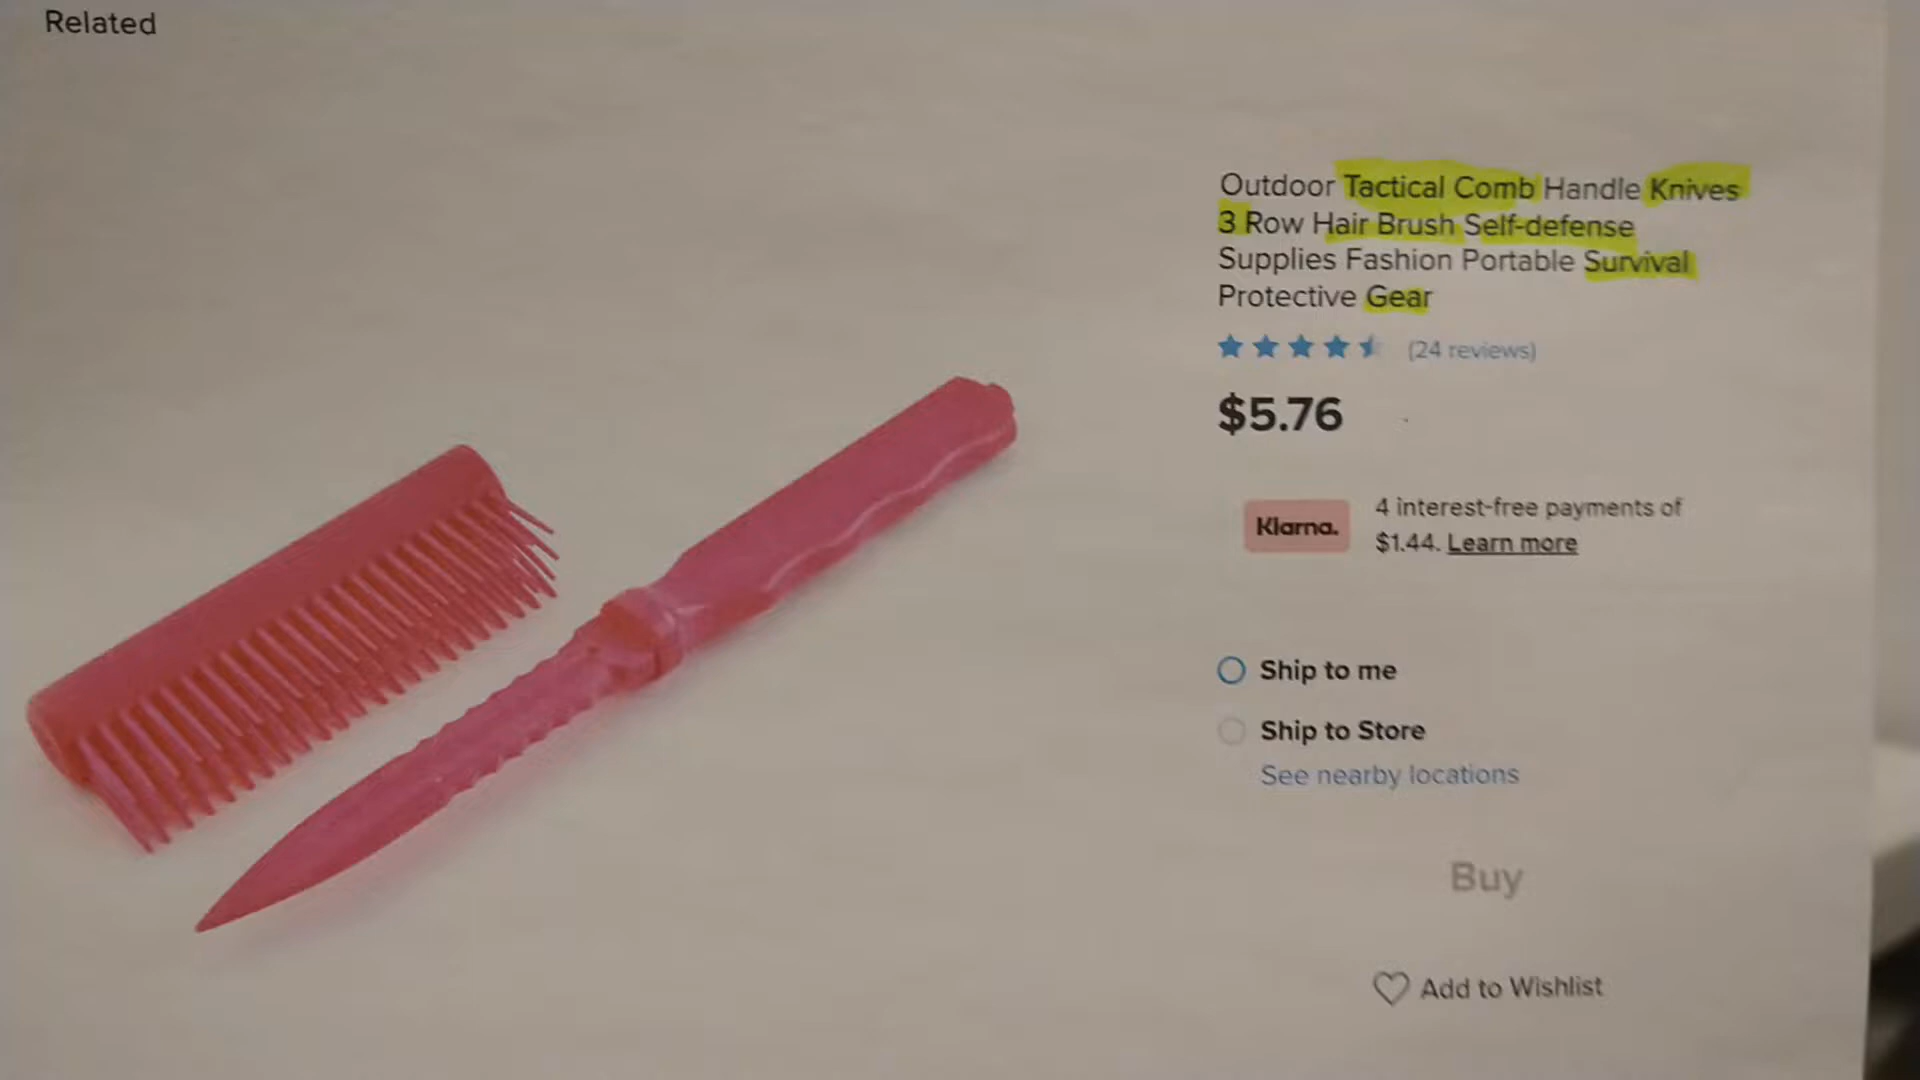 Related
Outdoor Tactical Comb Handle Knives
3 Row Hair Brush Self-defense
Supplies Fashion Portable Survival
Protective Gear
(24 reviews)
$5.76
Klarna.
4 interest-free payments of
$1.44. Learn more
Ship to me
Ship to Store
See nearby locations
Buy
Add to Wishlist